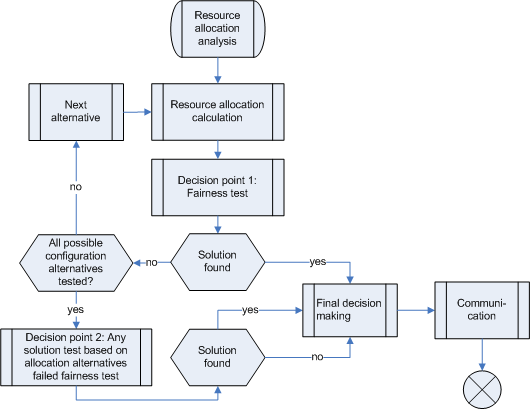 Resource
allocation
analysis
Next
alternative
Resource allocation
calculation
Decision point 1:
Fairness test
no
All possible
configuration
alternatives
tested?
no
Solution
found
yes
yes
Decision point 2: Any
solution test based on
allocation alternatives
failed fairness test
Solution
found
yes
no
Final decision
making
Communi-
cation